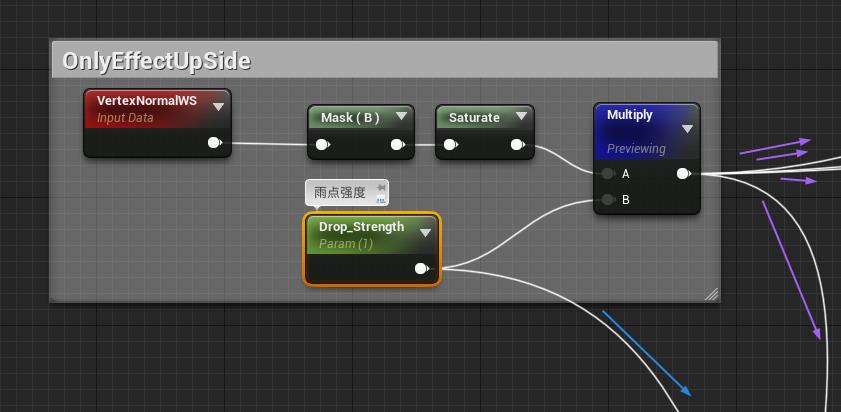 OnlyEffectUpSide
VertexNormalWS
Input Data
Mask ( B )
Saturate
Multiply
Previewing
A
B
雨点强度
Drop_Strength
Param (1)